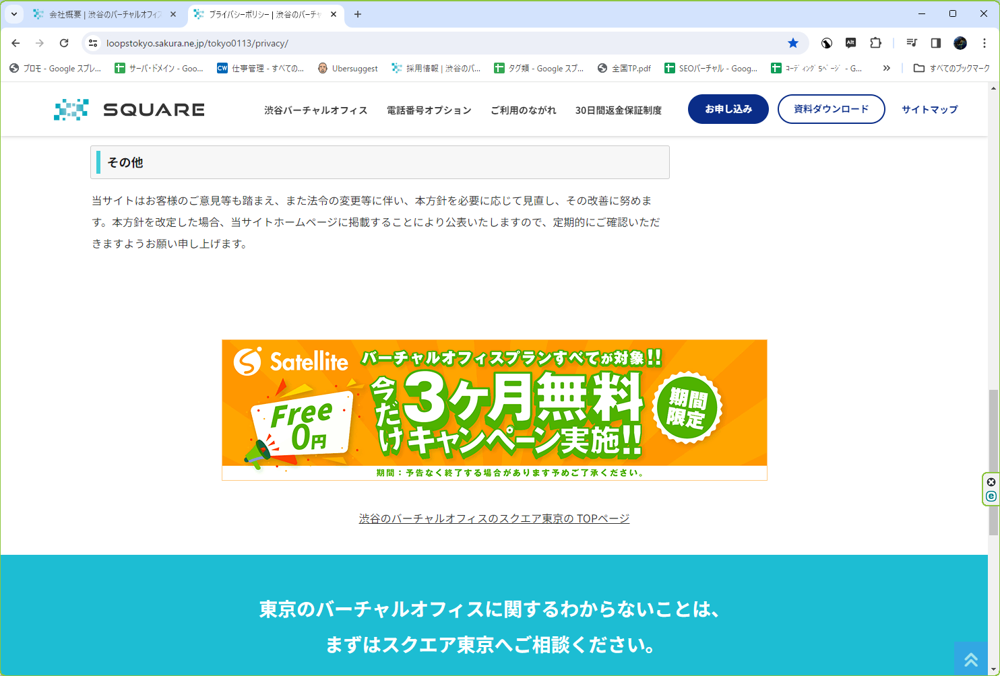 会社概要 | 渋谷のバーチャルオフィス
プライバシーポリシー | 渋谷のバーチャ
loopstokyo.sakura.ne.jp/tokyo0113/privacy/
プロモ - Google スプレ...
サーバ・ドメイン - Goo...
CW 仕事管理 - すべての...
Ubersuggest
採用情報 | 渋谷のバ...
タグ類 - Google スプ...
全国TP.pdf
SEOバーチャル - Goog...
コーディング 5ページ - G...
すべてのブックマーク
SQUARE
渋谷バーチャルオフィス
電話番号オプション
ご利用のながれ
30日間返金保証制度
お申し込み
資料ダウンロード
サイトマップ
その他
当サイトはお客様のご意見等も踏まえ、また法令の変更等に伴い、本方針を必要に応じて見直し、その改善に努めま
す。本方針を改定した場合、当サイトホームページに掲載することにより公表いたしますので、定期的にご確認いただ
きますようお願い申し上げます。
Satellite
バーチャルオフィスプランすべてが対象!!
Free
0円
今だけ
3ヶ月無料
キャンペーン実施!!
期間
限定
期間：予告なく終了する場合があります予めご了承ください。
渋谷のバーチャルオフィスのスクエア東京の TOPページ
東京のバーチャルオフィスに関するわからないことは、
まずはスクエア東京へご相談ください。